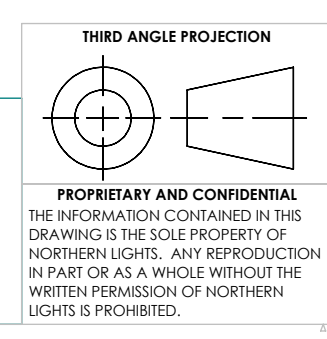 THIRD ANGLE PROJECTION
PROPRIETARY AND CONFIDENTIAL
THE INFORMATION CONTAINED IN THIS
DRAWING IS THE SOLE PROPERTY OF
NORTHERN LIGHTS.  ANY REPRODUCTION
IN PART OR AS A WHOLE WITHOUT THE
WRITTEN PERMISSION OF NORTHERN
LIGHTS IS PROHIBITED.